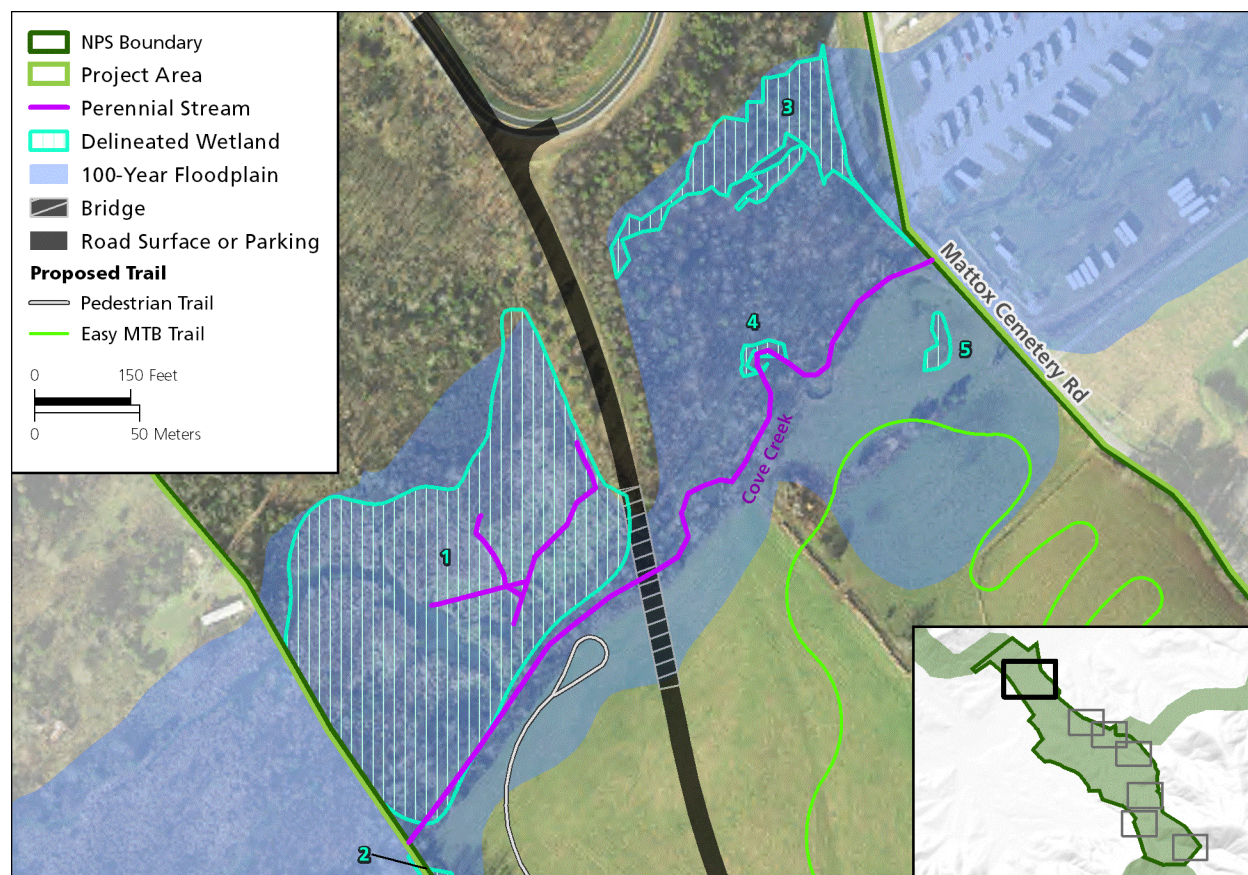 NPS Boundary
Project Area
Perennial Stream
Delineated Wetland
100-Year Floodplain
Bridge
Road Surface or Parking
Proposed Trail
Pedestrian Trail
Easy MTB Trail
0 150 Feet
0 50 Meters
3
Mattox Cemetery Rd
4
5
Cove Creek
1
2